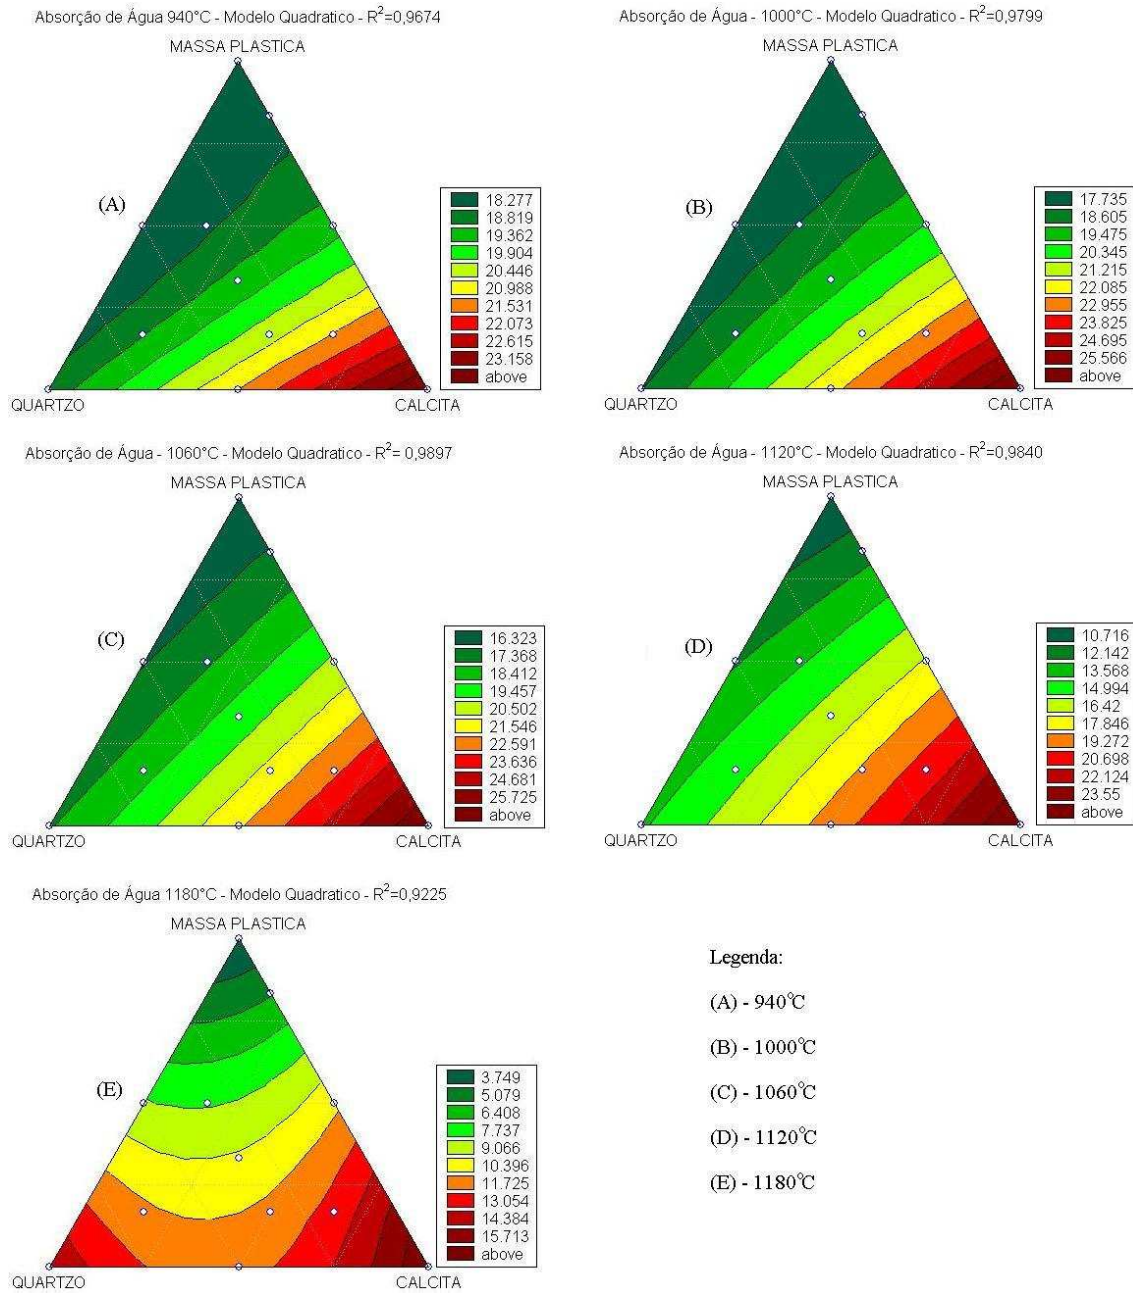 Absorção de Água 940°C - Modelo Quadratico - R²=0,9674
MASSA PLASTICA
(A)
18.277
18.819
19.362
19.904
20.446
20.988
21.531
22.073
22.615
23.158
above
QUARTZO
CALCITA
Absorção de Água - 1000°C - Modelo Quadratico - R²=0,9799
MASSA PLASTICA
(B)
17.735
18.605
19.475
20.345
21.215
22.085
22.955
23.825
24.695
25.566
above
QUARTZO
CALCITA
Absorção de Água - 1060°C - Modelo Quadratico - R²= 0,9897
MASSA PLASTICA
(C)
16.323
17.368
18.412
19.457
20.502
21.546
22.591
23.636
24.681
25.725
above
QUARTZO
CALCITA
Absorção de Água - 1120°C - Modelo Quadratico - R²=0,9840
MASSA PLASTICA
(D)
10.716
12.142
13.568
14.994
16.42
17.846
19.272
20.698
22.124
23.55
above
QUARTZO
CALCITA
Absorção de Água 1180°C - Modelo Quadratico - R²=0,9225
MASSA PLASTICA
(E)
3.749
5.079
6.408
7.737
9.066
10.396
11.725
13.054
14.384
15.713
above
QUARTZO
CALCITA
Legenda:
(A) - 940°C
(B) - 1000°C
(C) - 1060°C
(D) - 1120°C
(E) - 1180°C